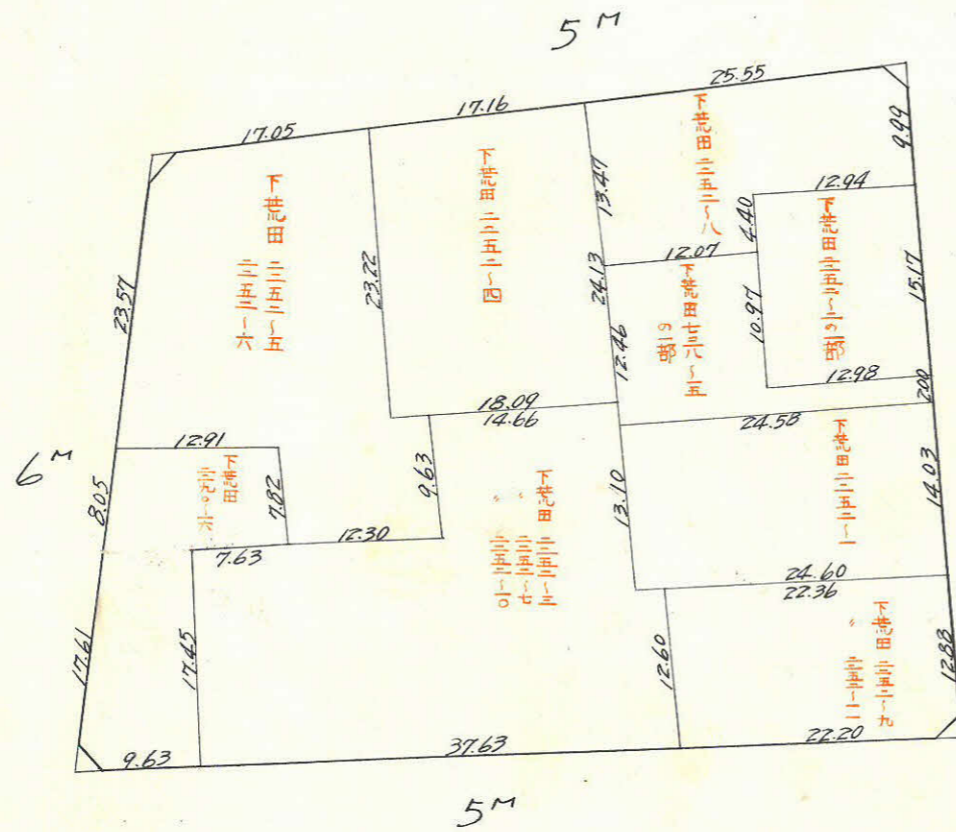 5M
25.55
17.16
17.05
9.99
下荒田 二三五二~八
下荒田 二三五二~四
下荒田 二三五二~五
二三五二~六
13.47
12.94
4.40
下荒田 二三五二~二の一部
12.07
24.13
23.22
23.57
15.17
下荒田 七三八~五
の一部
10.97
12.46
12.98
2.00
18.09
14.66
24.58
12.91
6M
8.05
下荒田
7.82
9.63
下荒田 二三五二~三
〃 二三五二~七
〃 二三五二~一〇
13.10
下荒田 二三五二~一
14.03
7.63
12.30
24.60
22.36
17.61
17.45
12.60
下荒田 二三五二~九
〃
12.88
9.63
37.63
22.20
5M